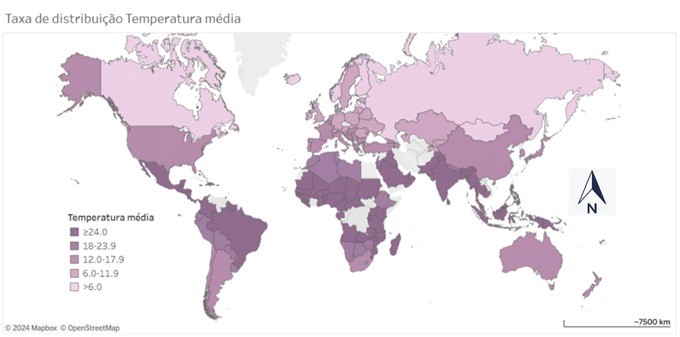 Taxa de distribuição Temperatura média
Temperatura média
≥24.0
18-23.9
12.0-17.9
6.0-11.9
>6.0
N
~7500 km
© 2024 Mapbox © OpenStreetMap